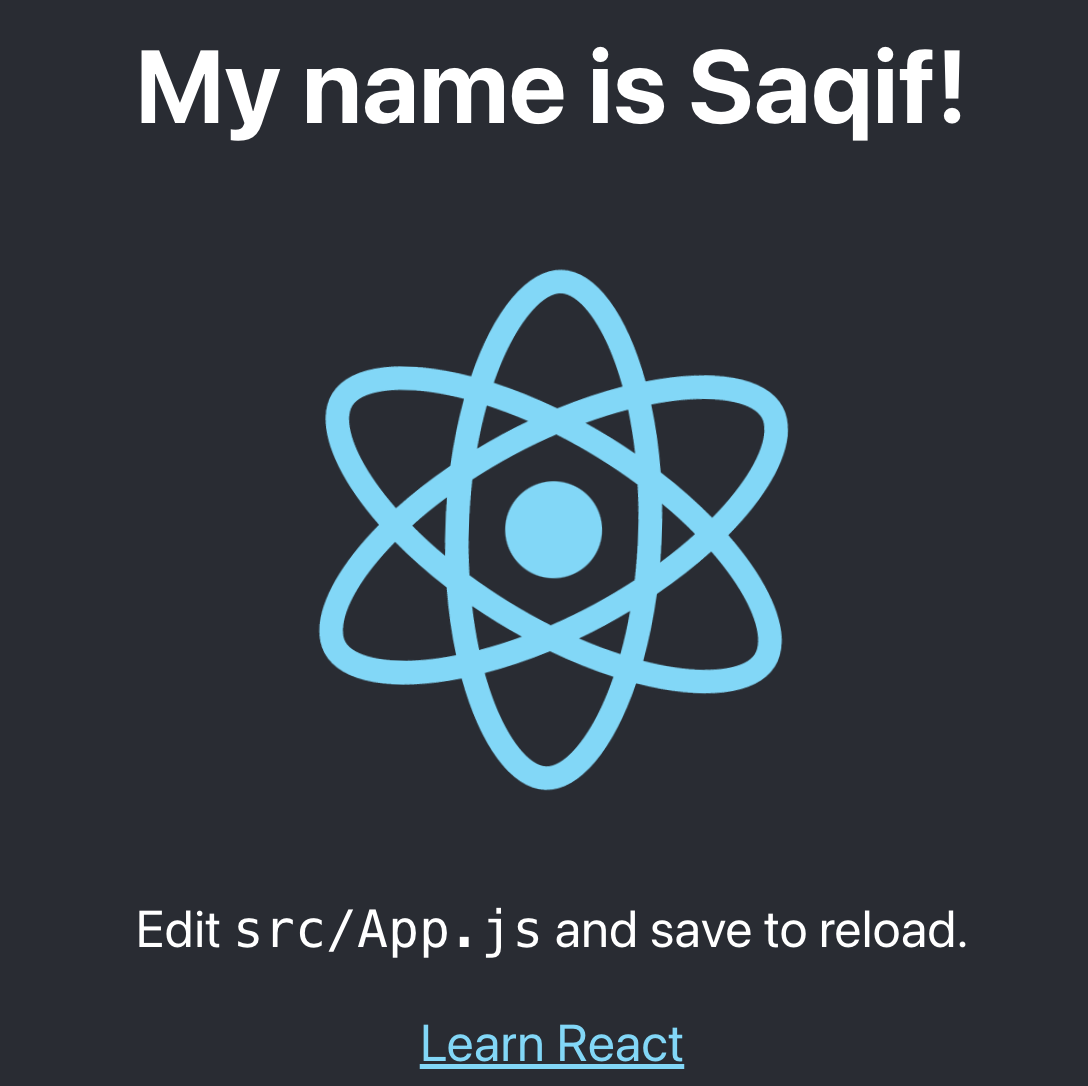 My name is Saqif!
Edit src/App.js and save to reload.
Learn React